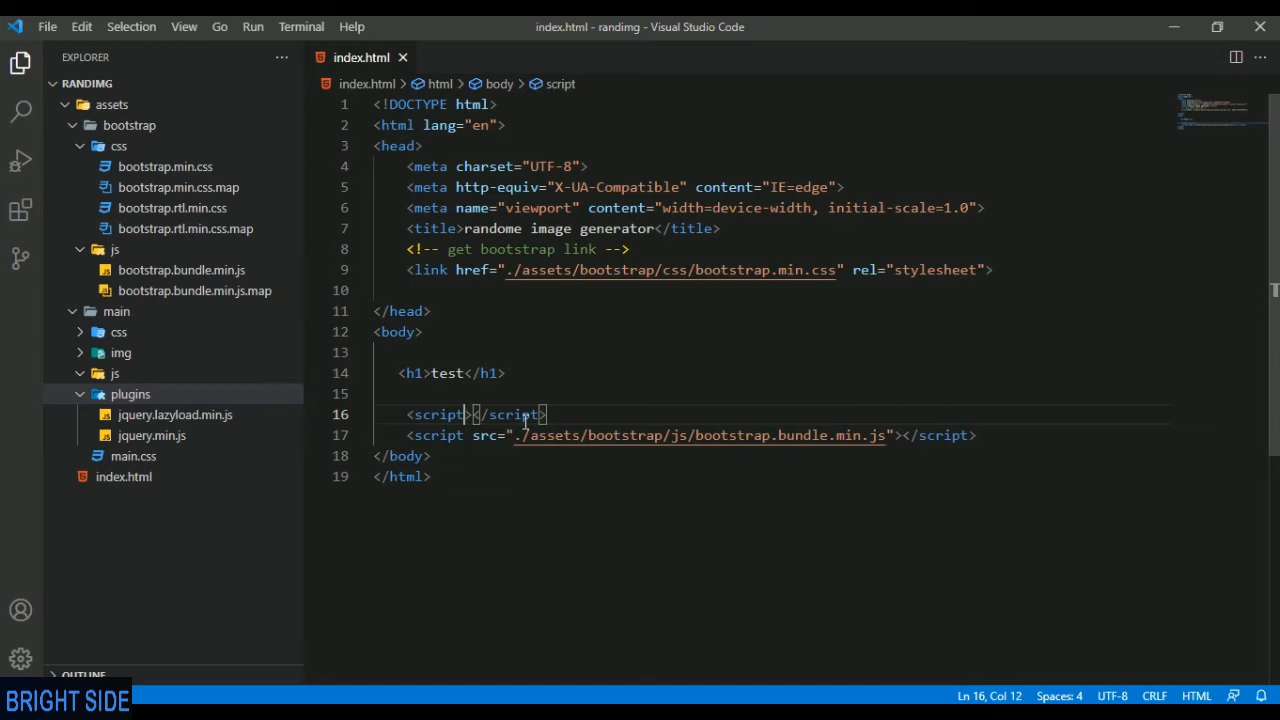 File Edit Selection View Go Run Terminal Help
index.html - randimg - Visual Studio Code
EXPLORER
RANDIMG
assets
bootstrap
css
bootstrap.min.css
bootstrap.min.css.map
bootstrap.rtl.min.css
bootstrap.rtl.min.css.map
js
bootstrap.bundle.min.js
bootstrap.bundle.min.js.map
main
css
img
js
plugins
jquery.lazyload.min.js
jquery.min.js
main.css
index.html
OUTLINE
index.html
index.html > html > body > script
1 <!DOCTYPE html>
2 <html lang="en">
3 <head>
4 <meta charset="UTF-8">
5 <meta http-equiv="X-UA-Compatible" content="IE=edge">
6 <meta name="viewport" content="width=device-width, initial-scale=1.0">
7 <title>randome image generator</title>
8 <!-- get bootstrap link -->
9 <link href="./assets/bootstrap/css/bootstrap.min.css" rel="stylesheet">
10
11 </head>
12 <body>
13
14 <h1>test</h1>
15
16 <script></script>
17 <script src="./assets/bootstrap/js/bootstrap.bundle.min.js"></script>
18 </body>
19 </html>
BRIGHT SIDE
Ln 16, Col 12 Spaces: 4 UTF-8 CRLF HTML